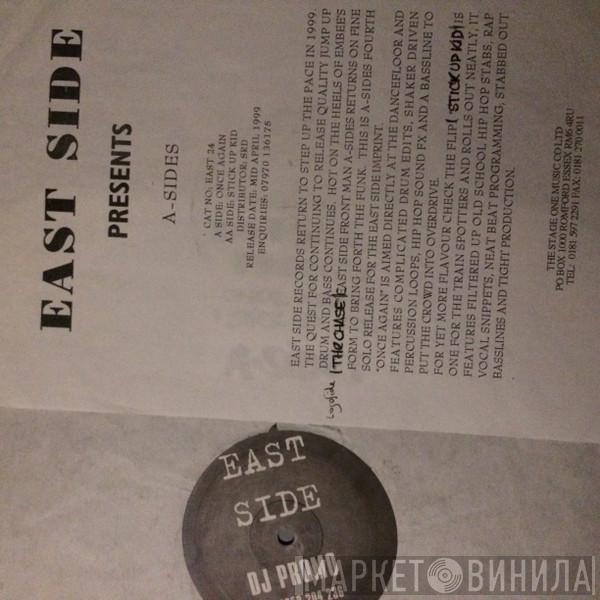 EAST SIDE
PRESENTS
A-SIDES
CAT NO: EAST 24
A SIDE: ONCE AGAIN
AA SIDE: STICK UP KID
DISTRIBUTOR: SRD
RELEASE DATE: MID APRIL 1999
ENQUIRIES: 07970 136175
EAST SIDE RECORDS RETURN TO STEP UP THE PACE IN 1999.
THE QUEST FOR CONTINUING TO RELEASE QUALITY JUMP UP
DRUM AND BASS CONTINUES. HOT ON THE HEELS OF EMBEE'S
Logo side (THE CHASE) EAST SIDE FRONT MAN A-SIDES RETURNS ON FINE
FORM TO BRING FORTH THE FUNK. THIS IS A-SIDES FOURTH
SOLO RELEASE FOR THE EAST SIDE IMPRINT.
"ONCE AGAIN" IS AIMED DIRECTLY AT THE DANCEFLOOR AND
FEATURES COMPLICATED DRUM EDITS, SHAKER DRIVEN
PERCUSSION LOOPS, HIP HOP SOUND FX AND A BASSLINE TO
PUT THE CROWD INTO OVERDRIVE.
FOR YET MORE FLAVOUR CHECK THE FLIP (STICK UP KID) IS
ONE FOR THE TRAIN SPOTTERS AND ROLLS OUT NEATLY, IT
FEATURES FILTERED UP OLD SCHOOL HIP HOP STABS, RAP
VOCAL SNIPPETS, NEAT BEAT PROGRAMMING, STABBED OUT
BASSLINES AND TIGHT PRODUCTION.
THE STAGE ONE MUSIC CO LTD
PO BOX 1000 ROMFORD ESSEX RM6 4RU
TEL: 0181 597 2291 FAX: 0181 270 0011
EAST
SIDE
DJ PROMO
МАРКЕТ ВИНИЛА